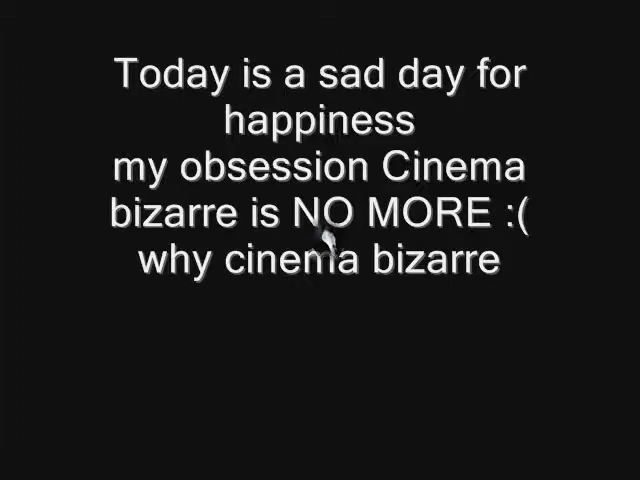 Today is a sad day for
happiness
my obsession Cinema
bizarre is NO MORE :(
why cinema bizarre